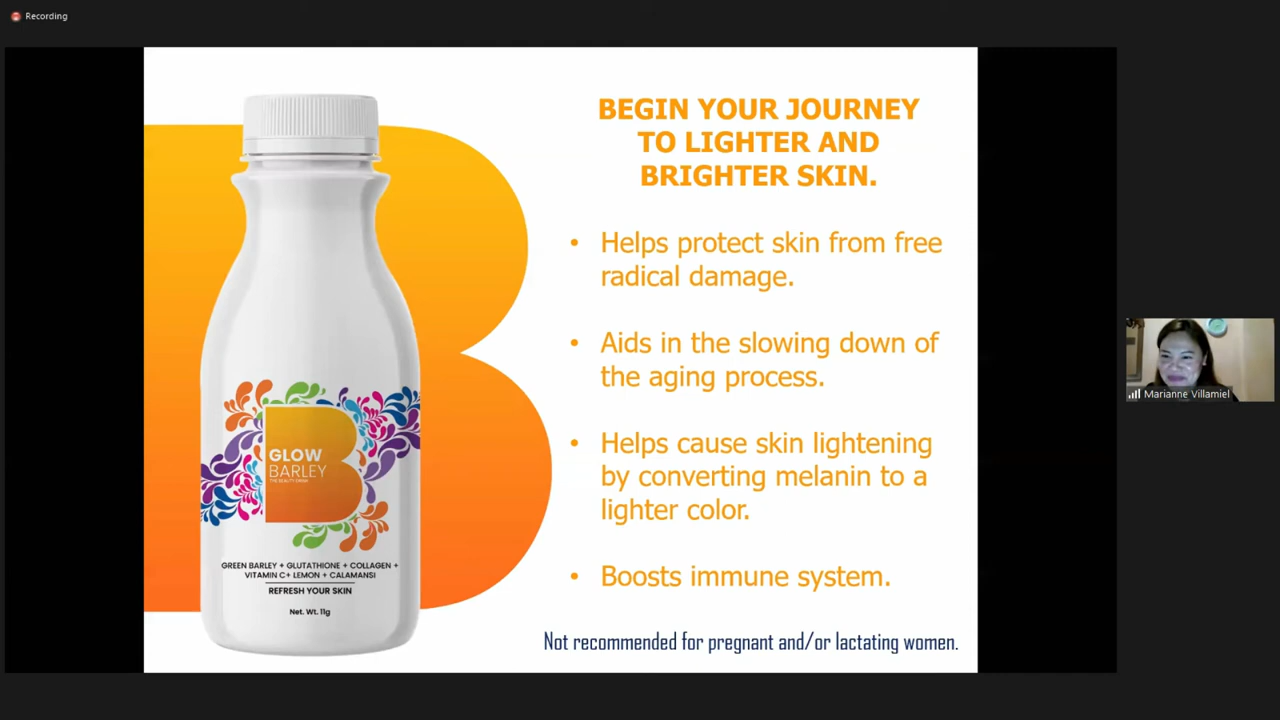 Recording
BEGIN YOUR JOURNEY
TO LIGHTER AND
BRIGHTER SKIN.
• Helps protect skin from free
radical damage.
• Aids in the slowing down of
the aging process.
• Helps cause skin lightening
by converting melanin to a
lighter color.
• Boosts immune system.
Not recommended for pregnant and/or lactating women.
GLOW
BARLEY
THE BEAUTY DRINK
GREEN BARLEY + GLUTATHIONE + COLLAGEN +
VITAMIN C+ LEMON + CALAMANSI
REFRESH YOUR SKIN
Net. Wt. 11g
Marianne Villamiel